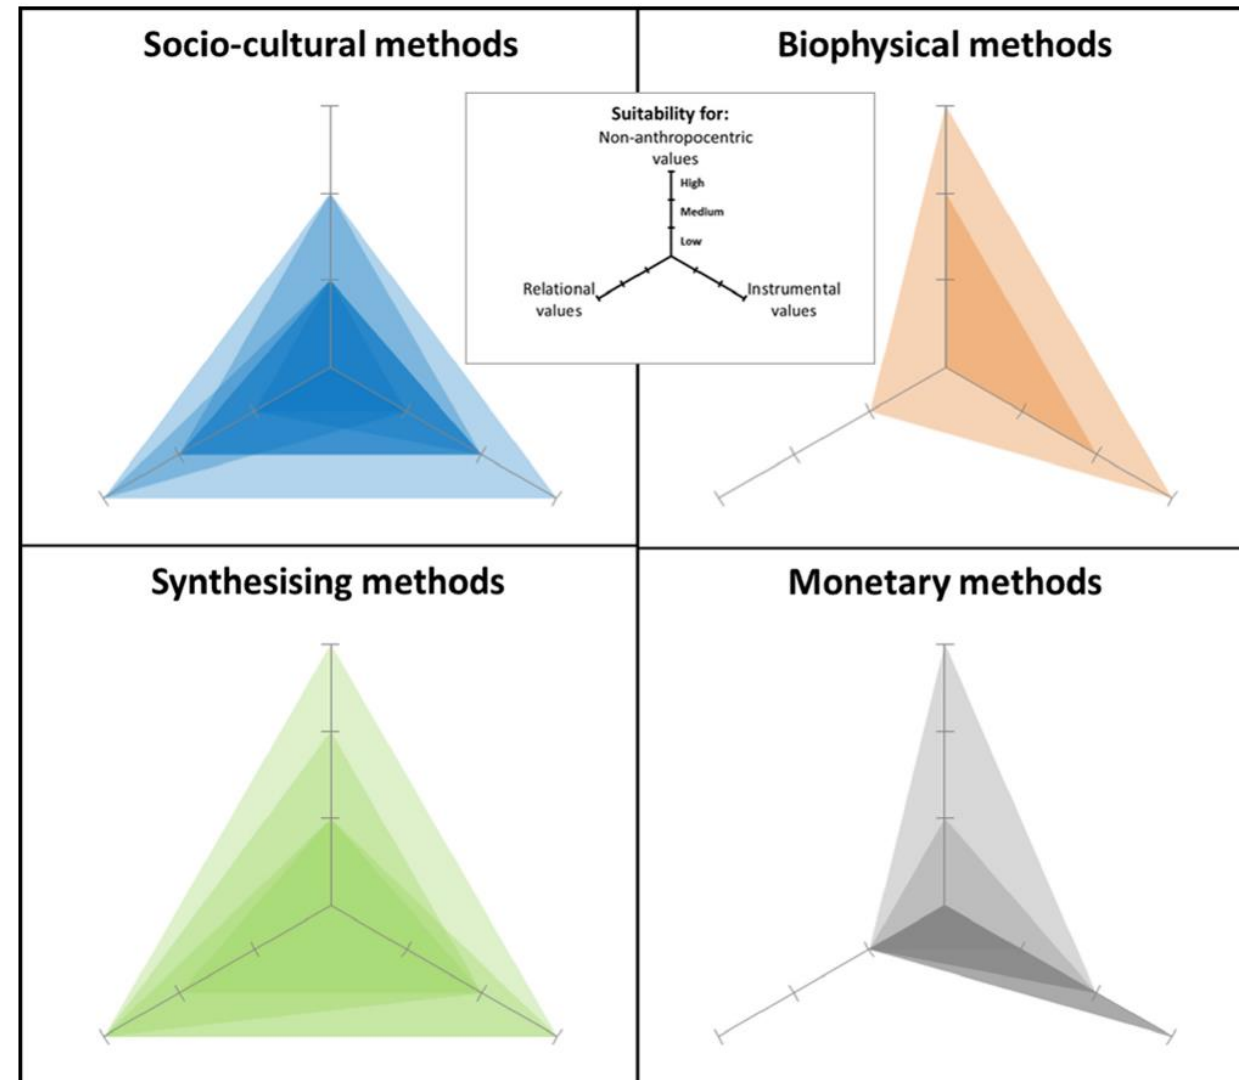 Socio-cultural methods
Biophysical methods
Suitability for:
Non-anthropocentric
values
High
Medium
Low
Relational
values
Instrumental
values
Synthesising methods
Monetary methods